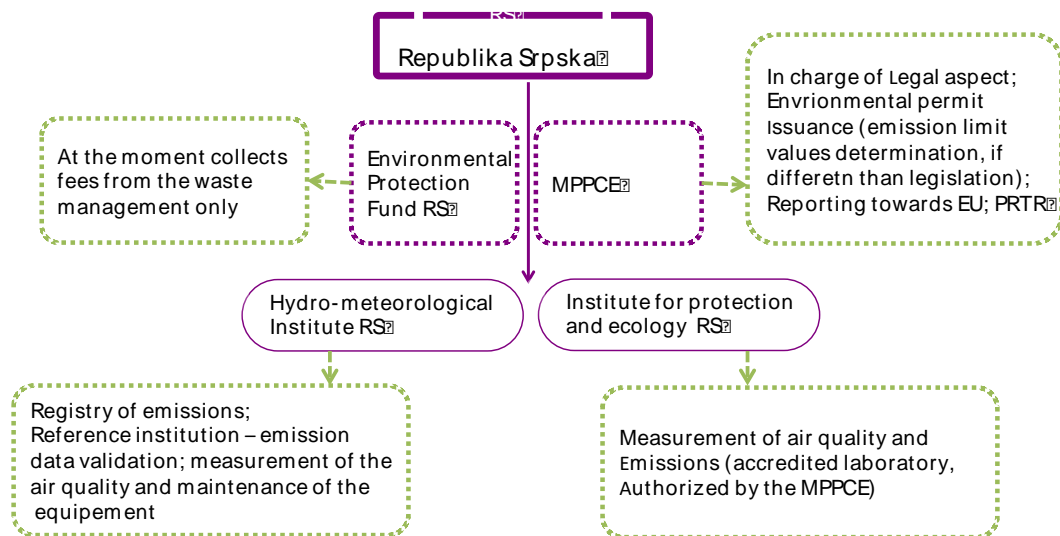 RS
Republika Srpska
At the moment collects
fees from the waste
management only
Environmental
Protection
Fund RS
MPPCE
In charge of Legal aspect;
Envrionmental permit
Issuance (emission limit
values determination, if
differetn than legislation);
Reporting towards EU; PRTR
Hydro-meteorological
Institute RS
Institute for protection
and ecology RS
Registry of emissions;
Reference institution – emission
data validation; measurement of the
air quality and maintenance of the
equipement
Measurement of air quality and
Emissions (accredited laboratory,
Authorized by the MPPCE)